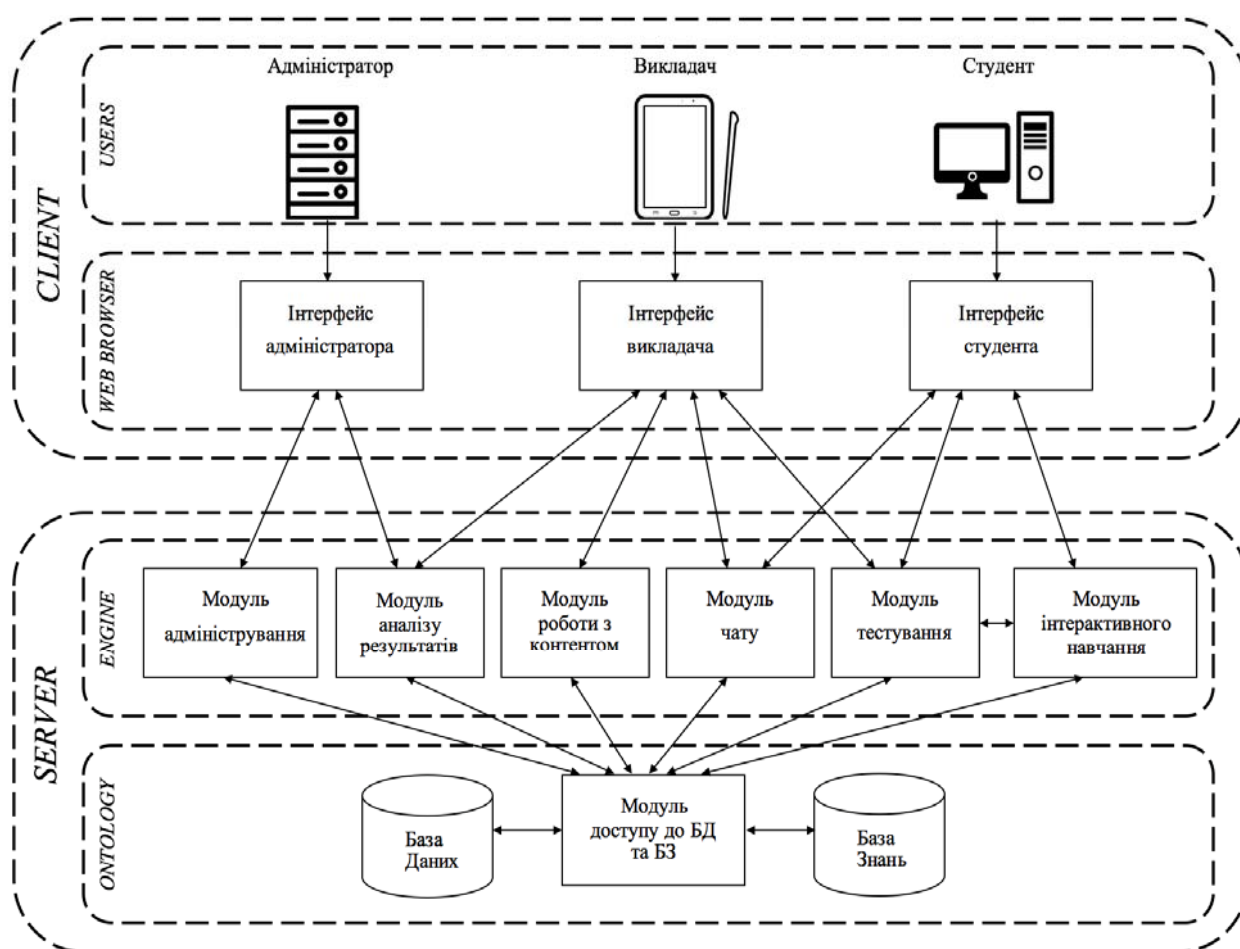 CLIENT
USERS
Адміністратор
Викладач
Студент
WEB BROWSER
Інтерфейс
адміністратора
Інтерфейс
викладача
Інтерфейс
студента
SERVER
ENGINE
Модуль
адміністрування
Модуль
аналізу
результатів
Модуль
роботи з
контентом
Модуль
чату
Модуль
тестування
Модуль
інтерактивного
навчання
ONTOLOGY
База
Даних
Модуль
доступу до БД
та БЗ
База
Знань